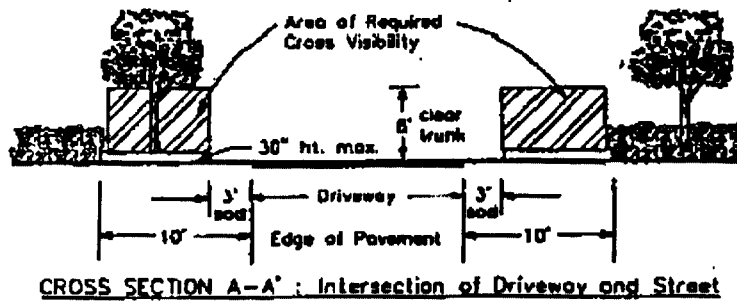 Area of Required
Cross Visibility
6' clear
trunk
30" ht. max.
3'
sod
Driveway
3'
sod
10'
Edge of Pavement
10'
CROSS SECTION A-A' : Intersection of Driveway and Street